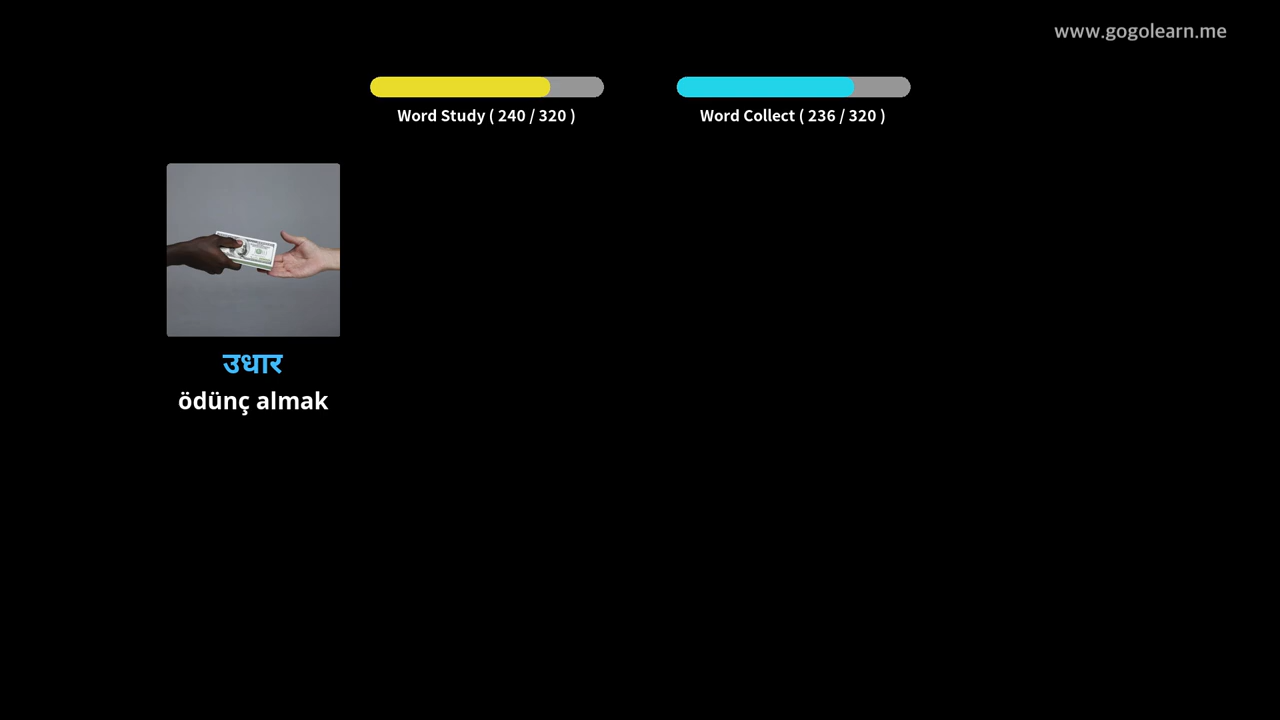 www.gogolearn.me
Word Study ( 240 / 320 )
Word Collect ( 236 / 320 )
उधार
ödünç almak